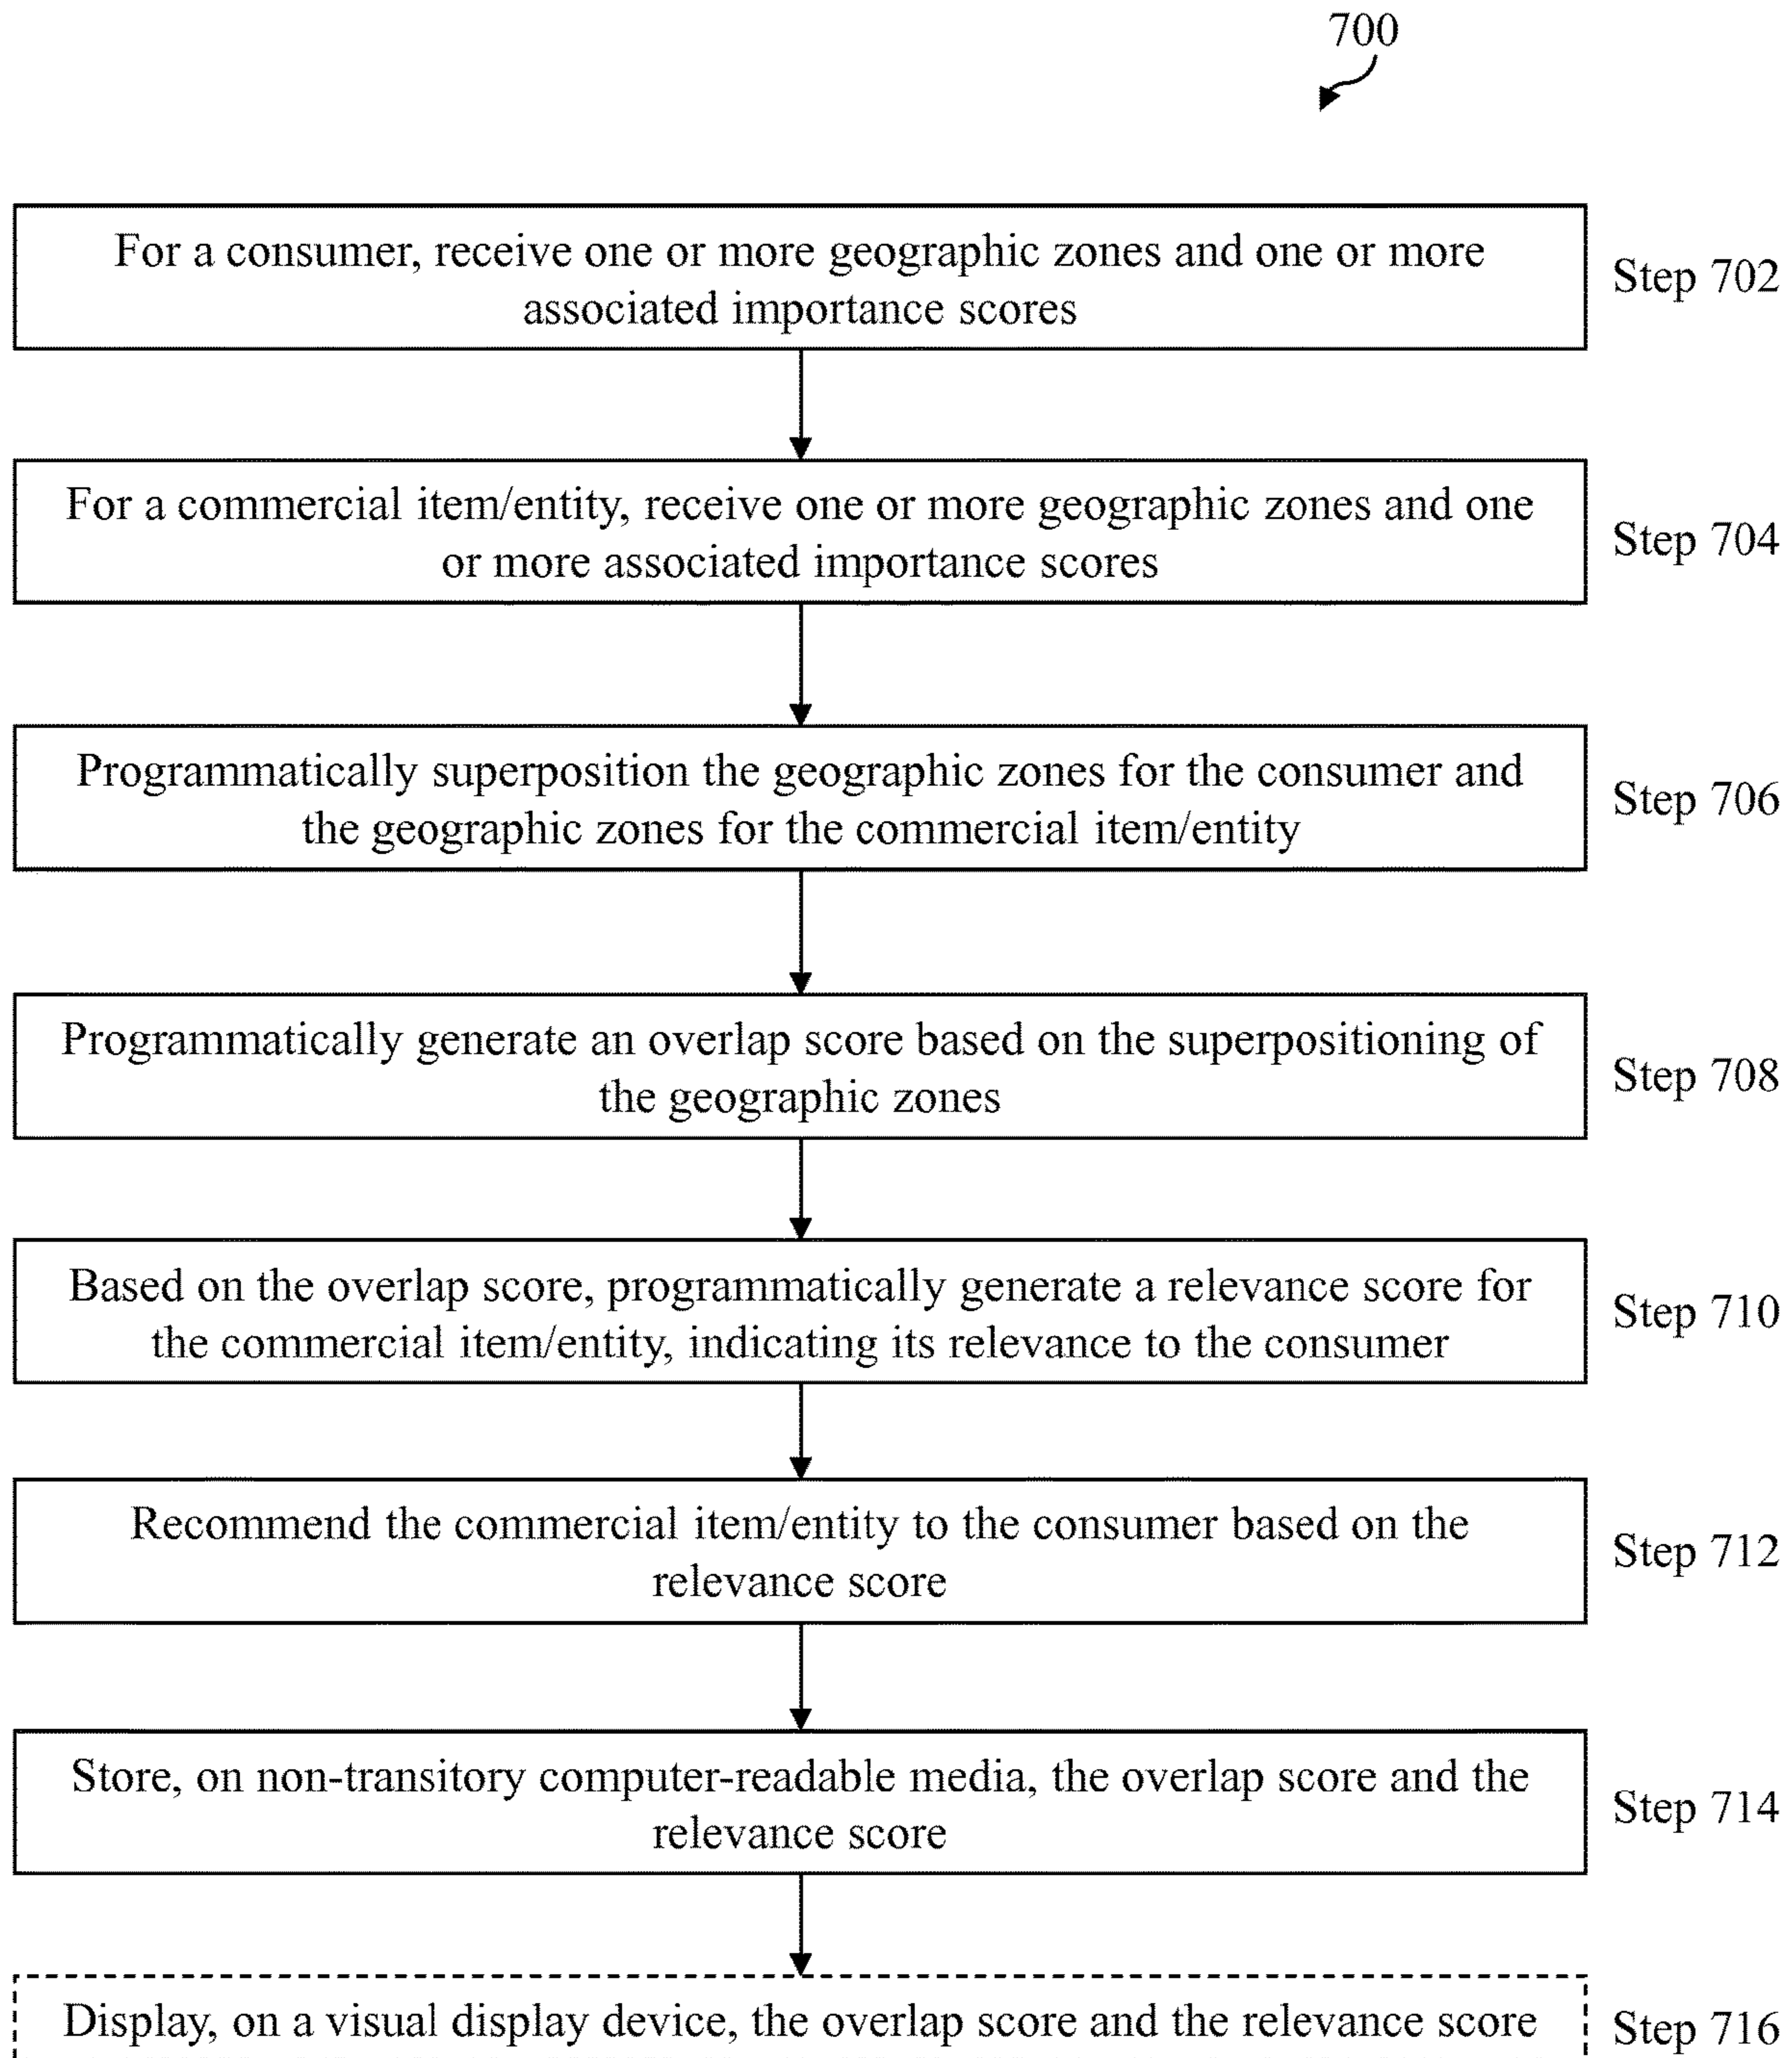 700
For a consumer, receive one or more geographic zones and one or more
associated importance scores
Step 702
For a commercial item/entity, receive one or more geographic zones and one
or more associated importance scores
Step 704
Programmatically superposition the geographic zones for the consumer and
the geographic zones for the commercial item/entity
Step 706
Programmatically generate an overlap score based on the superpositioning of
the geographic zones
Step 708
Based on the overlap score, programmatically generate a relevance score for
the commercial item/entity, indicating its relevance to the consumer
Step 710
Recommend the commercial item/entity to the consumer based on the
relevance score
Step 712
Store, on non-transitory computer-readable media, the overlap score and the
relevance score
Step 714
Display, on a visual display device, the overlap score and the relevance score
Step 716